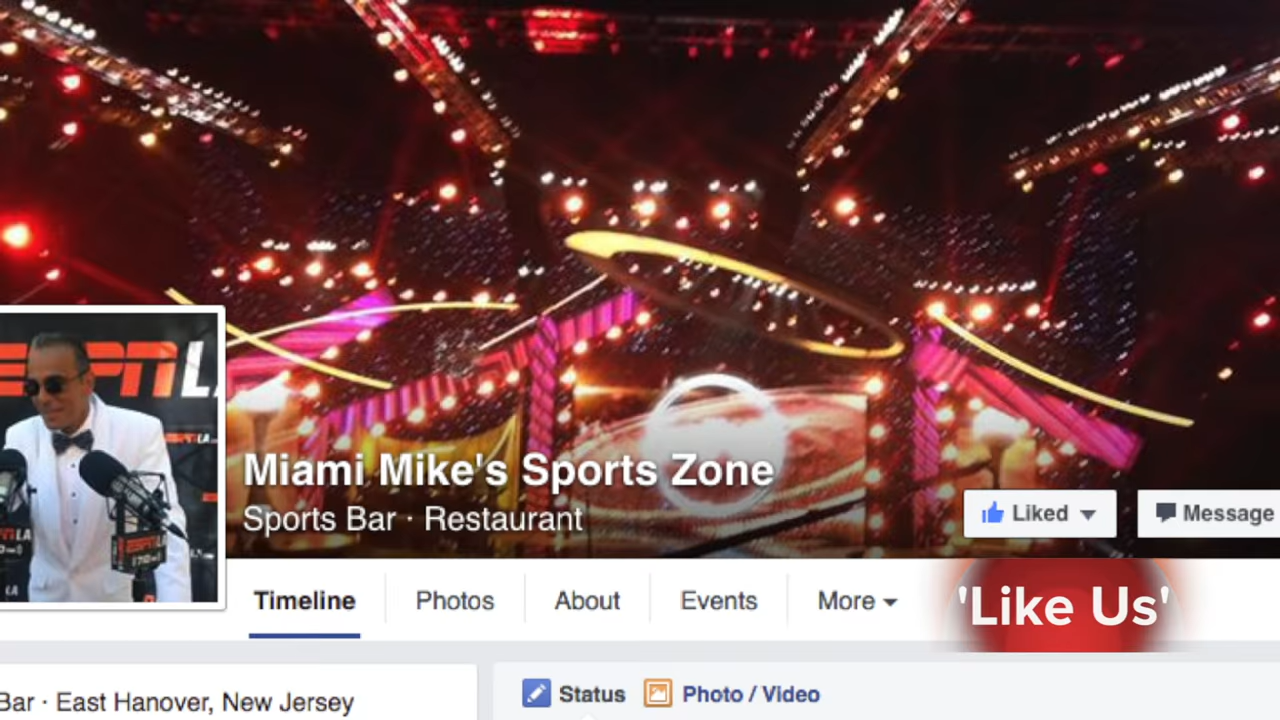 ESPN L
Miami Mike's Sports Zone
Sports Bar · Restaurant
Liked
Message
Timeline
Photos
About
Events
More
'Like Us'
Bar · East Hanover, New Jersey
Status
Photo / Video